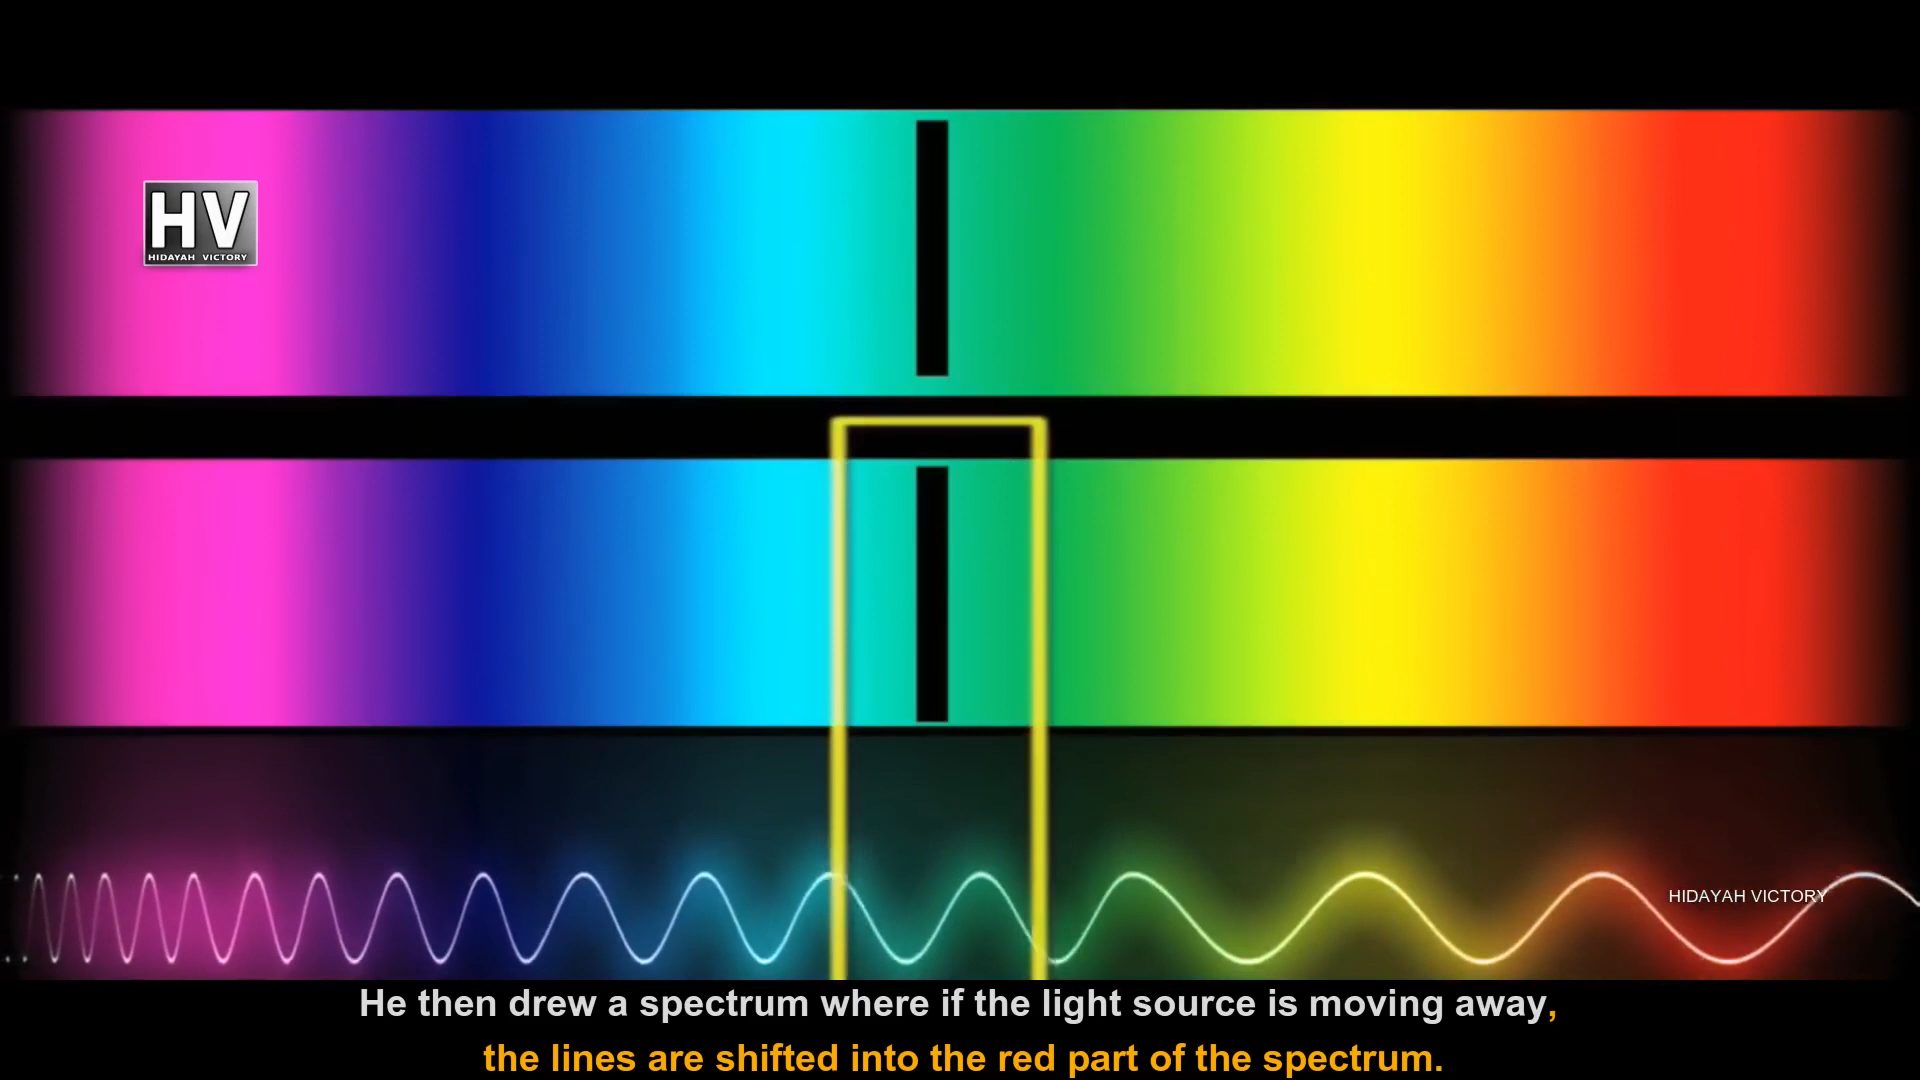 HV
HIDAYAH VICTORY
HIDAYAH VICTORY
He then drew a spectrum where if the light source is moving away,
the lines are shifted into the red part of the spectrum.